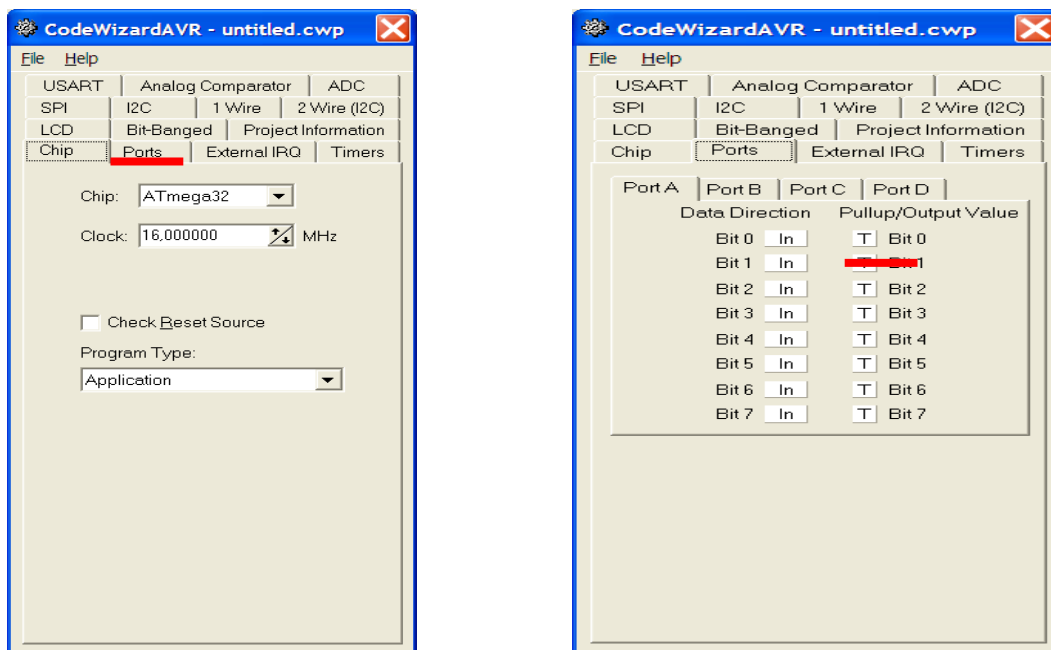 CodeWizardAVR - untitled.cwp
File Help
USART Analog Comparator ADC
SPI I2C 1 Wire 2 Wire (I2C)
LCD Bit-Banged Project Information
Chip Ports External IRQ Timers
Chip: ATmega32
Clock: 16,000000 MHz
Check Reset Source
Program Type:
Application
CodeWizardAVR - untitled.cwp
File Help
USART Analog Comparator ADC
SPI I2C 1 Wire 2 Wire (I2C)
LCD Bit-Banged Project Information
Chip Ports External IRQ Timers
Port A Port B Port C Port D
Data Direction Pullup/Output Value
Bit 0 In T Bit 0
Bit 1 In T Bit 1
Bit 2 In T Bit 2
Bit 3 In T Bit 3
Bit 4 In T Bit 4
Bit 5 In T Bit 5
Bit 6 In T Bit 6
Bit 7 In T Bit 7